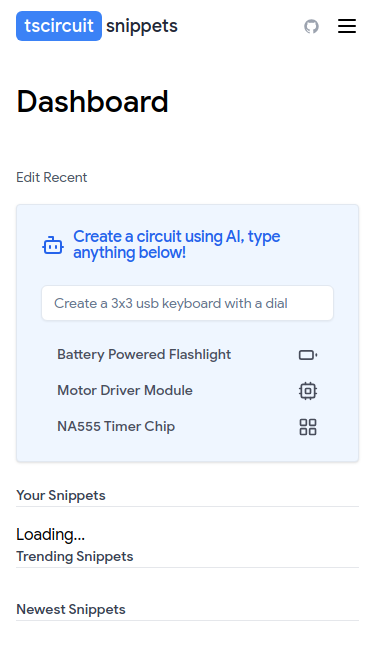 tscircuit snippets
Dashboard
Edit Recent
Create a circuit using AI, type
anything below!
Create a 3x3 usb keyboard with a dial
Battery Powered Flashlight
Motor Driver Module
NA555 Timer Chip
Your Snippets
Loading...
Trending Snippets
Newest Snippets